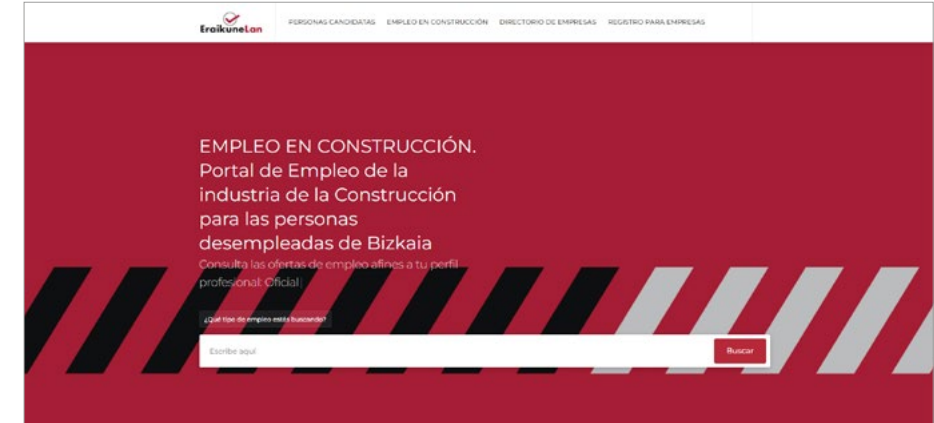 EraikuneLan
PERSONAS CANDIDATAS EMPLEO EN CONSTRUCCIÓN DIRECTORIO DE EMPRESAS REGISTRO PARA EMPRESAS
EMPLEO EN CONSTRUCCIÓN.
Portal de Empleo de la
industria de la Construcción
para las personas
desempleadas de Bizkaia
Consulta las ofertas de empleo afines a tu perfil
profesional: Oficial|
¿Qué tipo de empleo estás buscando?
Escribe aquí
Buscar